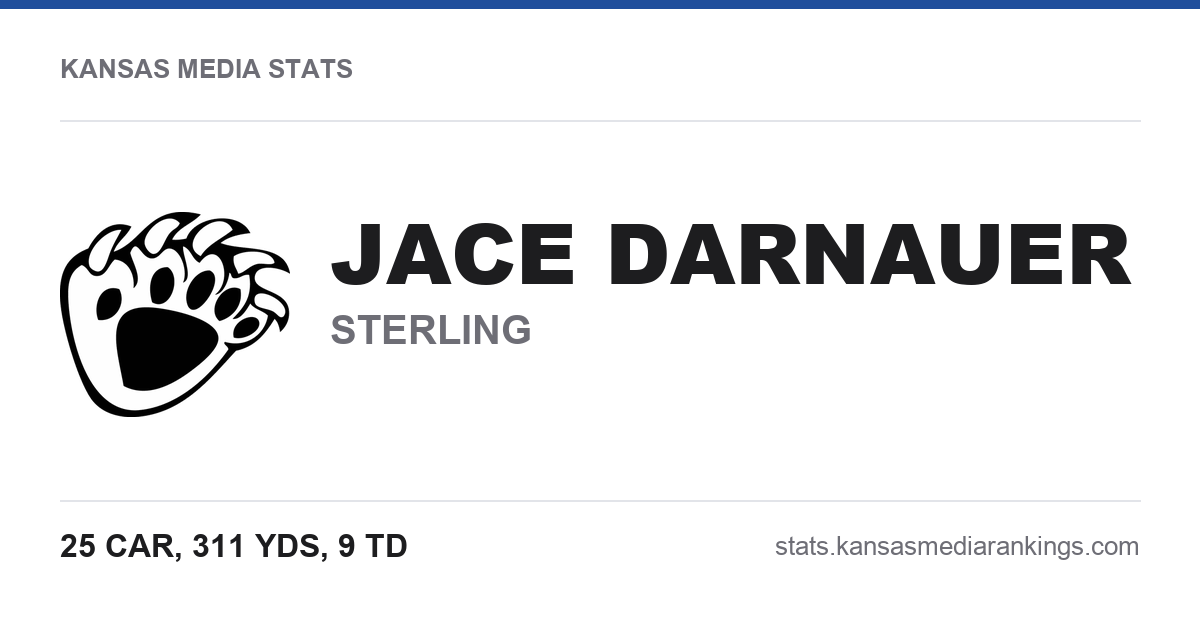 KANSAS MEDIA STATS
JACE DARNAUER
STERLING
25 CAR, 311 YDS, 9 TD
stats.kansasmediarankings.com